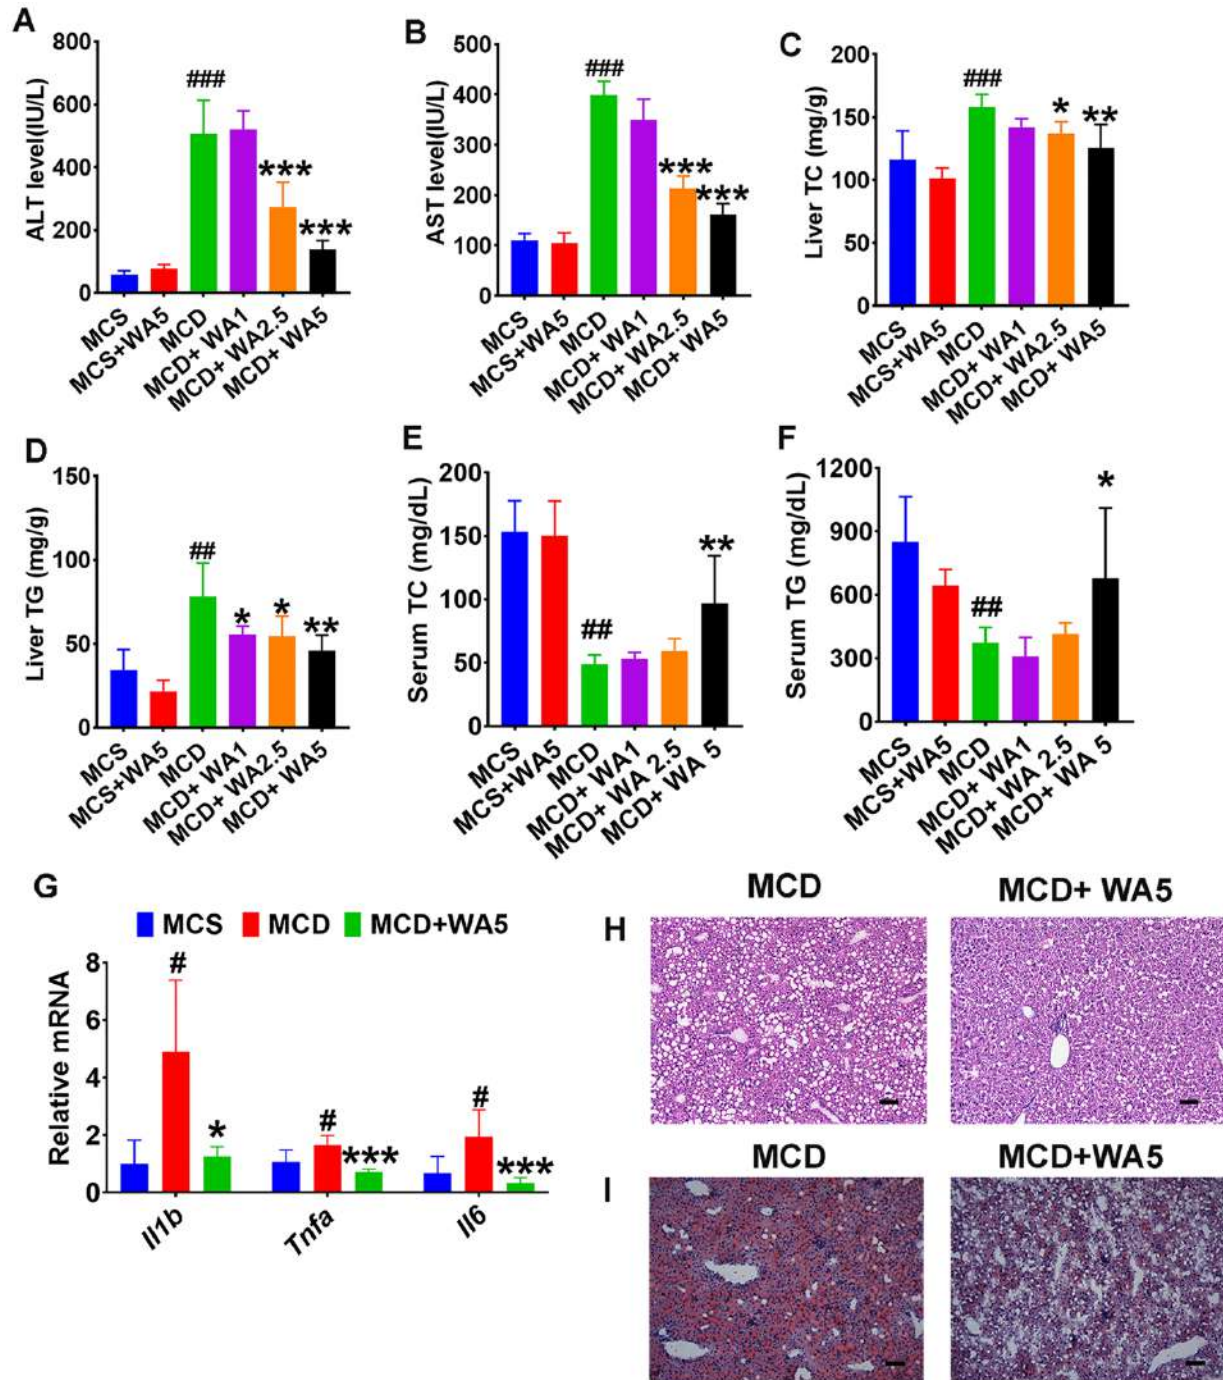 A
ALT level(IU/L)
800
600
400
200
0
###
***
***
MCS
MCS+WA5
MCD
MCD+ WA1
MCD+ WA2.5
MCD+ WA5
B
AST level(IU/L)
500
400
300
200
100
0
###
***
***
MCS
MCS+WA5
MCD
MCD+ WA1
MCD+ WA2.5
MCD+ WA5
C
Liver TC (mg/g)
200
150
100
50
0
###
*
**
MCS
MCS+WA5
MCD
MCD+ WA1
MCD+ WA2.5
MCD+ WA5
D
Liver TG (mg/g)
150
100
50
0
##
*
*
**
MCS
MCS+WA5
MCD
MCD+ WA1
MCD+ WA2.5
MCD+ WA5
E
Serum TC (mg/dL)
200
150
100
50
0
##
**
MCS
MCS+WA5
MCD
MCD+ WA1
MCD+ WA 2.5
MCD+ WA 5
F
Serum TG (mg/dL)
1200
900
600
300
0
##
*
MCS
MCS+WA5
MCD
MCD+ WA1
MCD+ WA 2.5
MCD+ WA 5
G
MCS MCD MCD+WA5
Relative mRNA
8
6
4
2
0
#
*
#
***
#
***
Il1b
Tnfa
Il6
H
MCD
MCD+ WA5
I
MCD
MCD+WA5